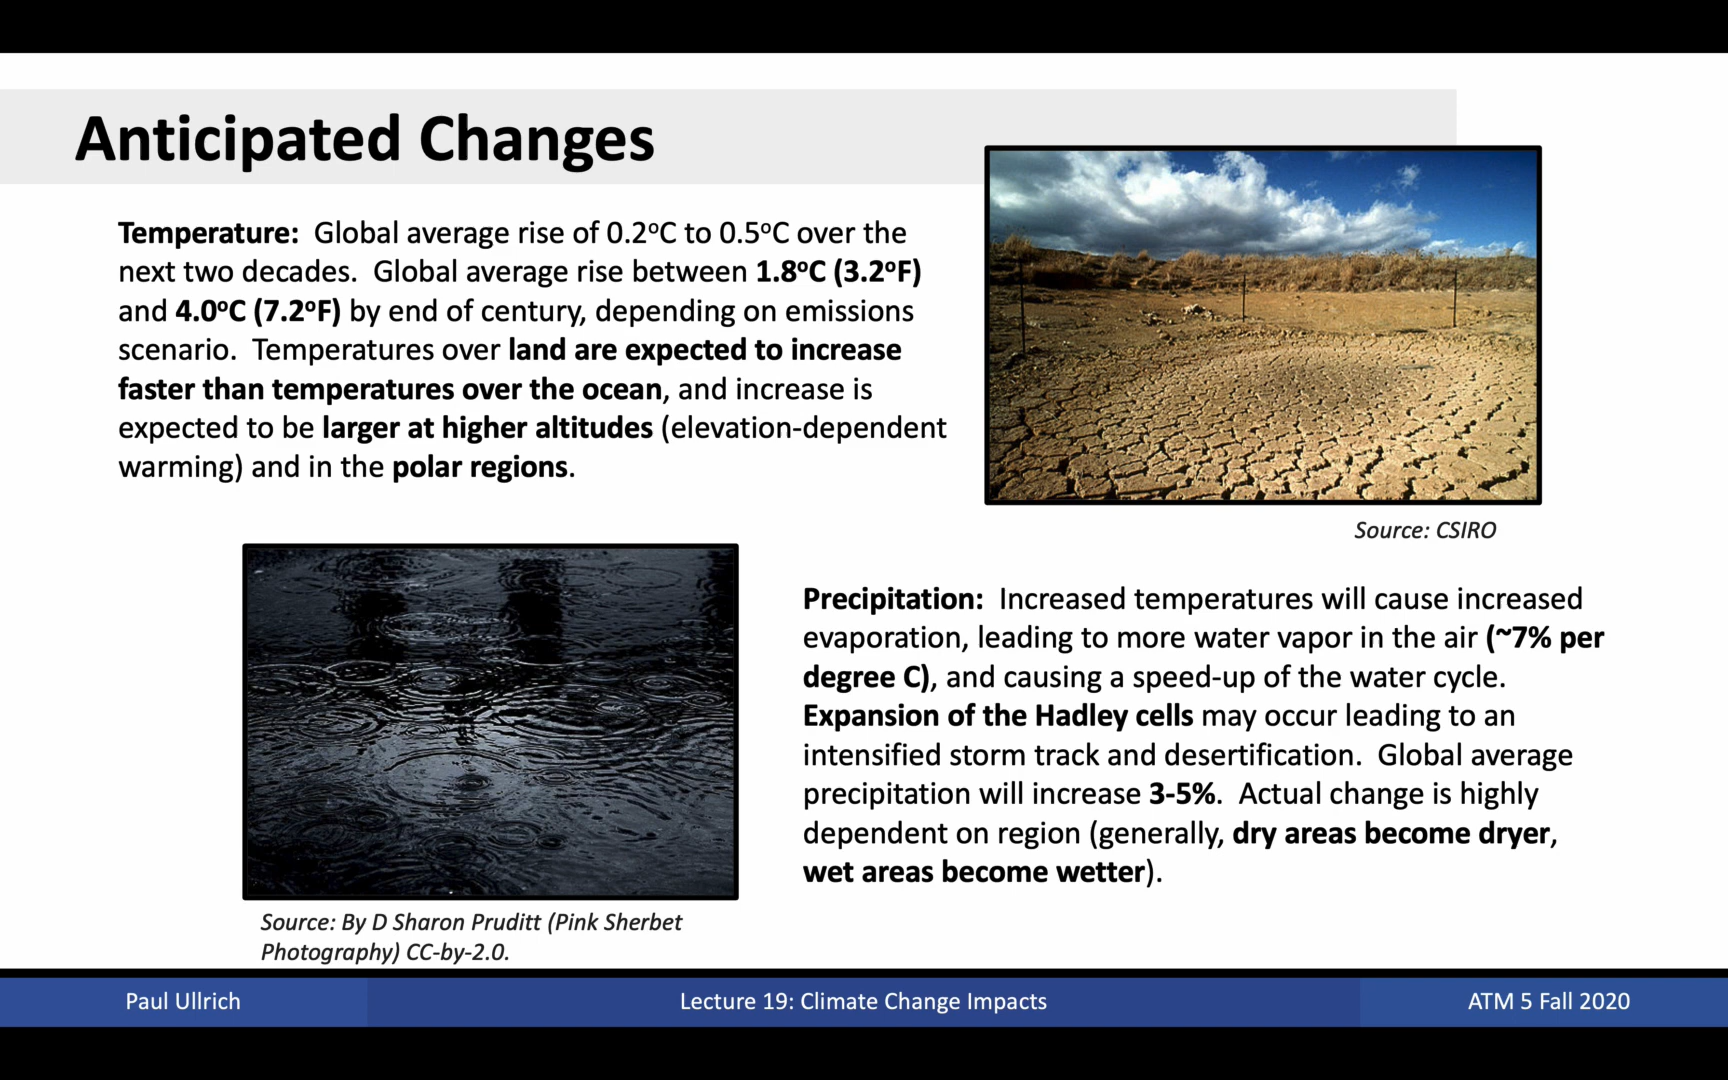 Anticipated Changes
Temperature: Global average rise of 0.2ºC to 0.5ºC over the
next two decades. Global average rise between 1.8ºC (3.2ºF)
and 4.0ºC (7.2ºF) by end of century, depending on emissions
scenario. Temperatures over land are expected to increase
faster than temperatures over the ocean, and increase is
expected to be larger at higher altitudes (elevation-dependent
warming) and in the polar regions.
Source: CSIRO
Precipitation: Increased temperatures will cause increased
evaporation, leading to more water vapor in the air (~7% per
degree C), and causing a speed-up of the water cycle.
Expansion of the Hadley cells may occur leading to an
intensified storm track and desertification. Global average
precipitation will increase 3-5%. Actual change is highly
dependent on region (generally, dry areas become dryer,
wet areas become wetter).
Source: By D Sharon Pruditt (Pink Sherbet
Photography) CC-by-2.0.
Paul Ullrich
Lecture 19: Climate Change Impacts
ATM 5 Fall 2020